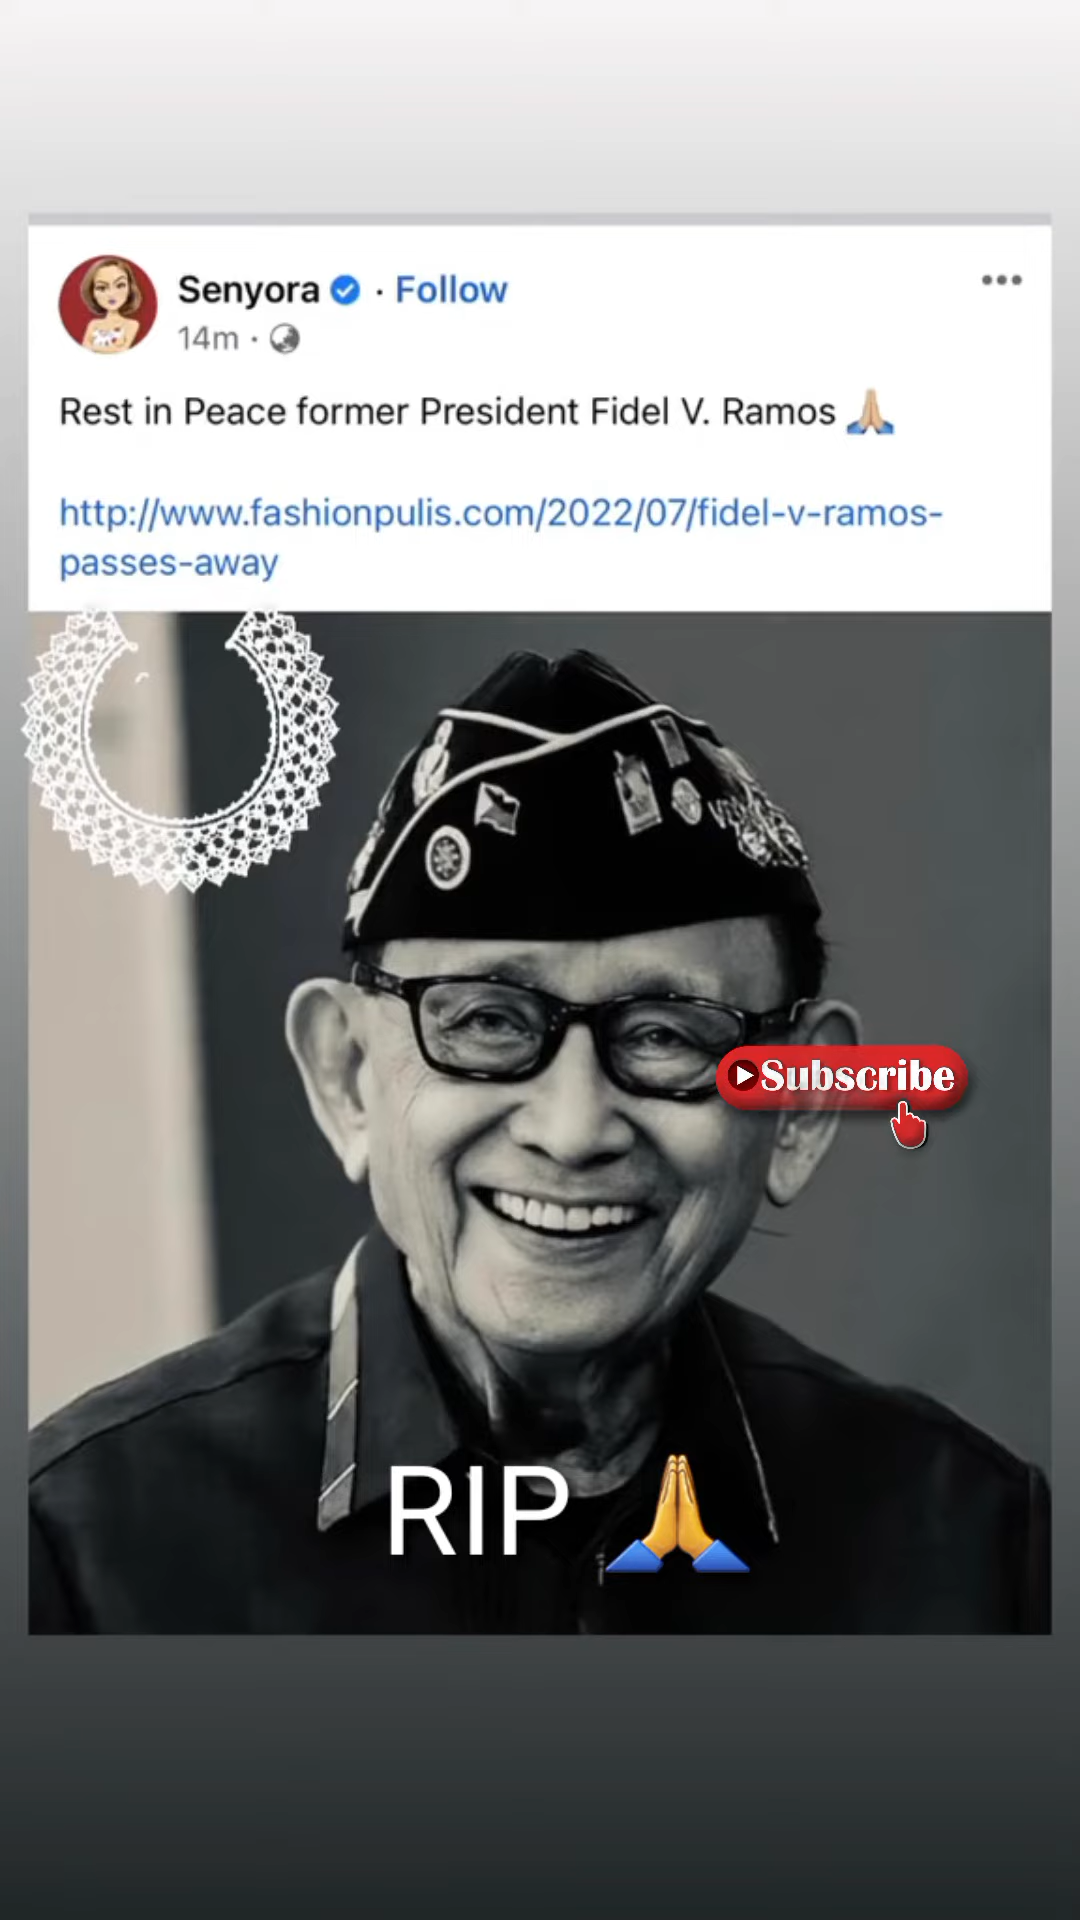 Senyora · Follow
14m ·
Rest in Peace former President Fidel V. Ramos 🙏🏼
http://www.fashionpulis.com/2022/07/fidel-v-ramos-
passes-away
Subscribe
RIP 🙏